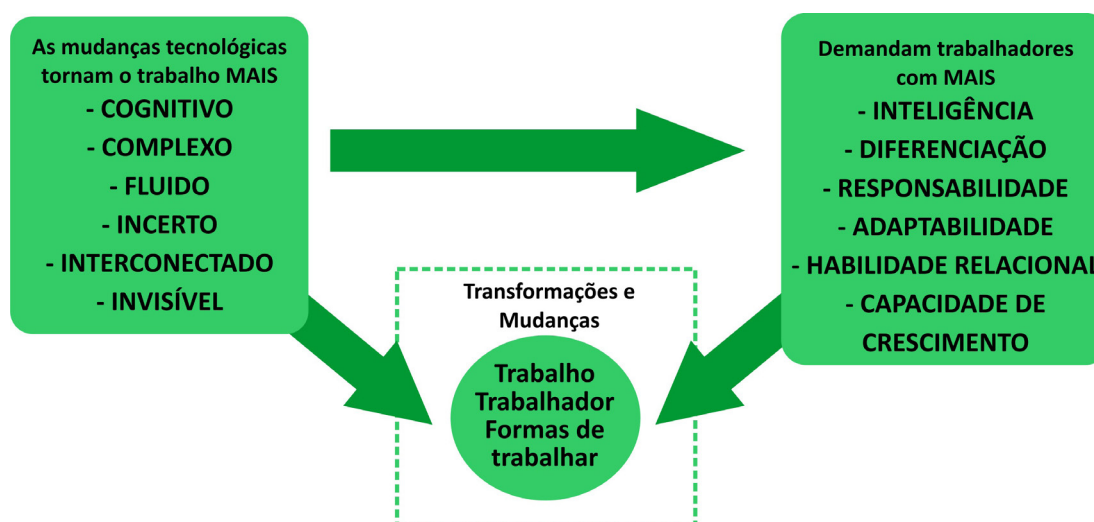 As mudanças tecnológicas
tornam o trabalho MAIS
- COGNITIVO
- COMPLEXO
- FLUIDO
- INCERTO
- INTERCONECTADO
- INVISÍVEL
Demandam trabalhadores
com MAIS
- INTELIGÊNCIA
- DIFERENCIAÇÃO
- RESPONSABILIDADE
- ADAPTABILIDADE
- HABILIDADE RELACIONAL
- CAPACIDADE DE
CRESCIMENTO
Transformações e
Mudanças
Trabalho
Trabalhador
Formas de
trabalhar